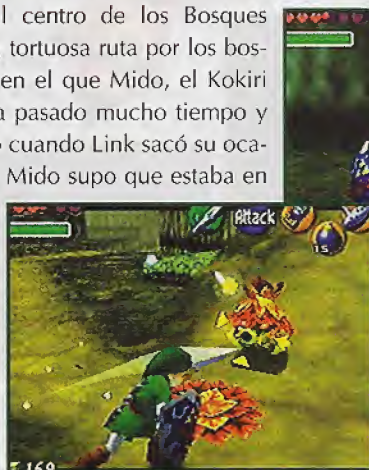 l centro de los Bosques
tortuosa ruta por los bos-
en el que Mido, el Kokiri
a pasado mucho tiempo y
o cuando Link sacó su oca-
Mido supo que estaba en
Attack
15
169